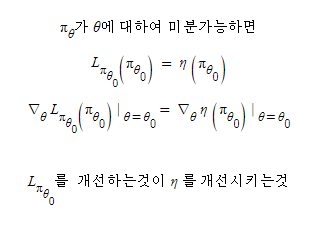 π_θ가 θ에 대하여 미분가능하면
L_{π_{θ_0}}(π_{θ_0}) = η(π_{θ_0})
∇_θ L_{π_{θ_0}}(π_{θ_0}) |_{θ=θ_0} = ∇_θ η(π_{θ_0}) |_{θ=θ_0}
L_{π_{θ_0}}를 개선하는것이 η를 개선시키는것